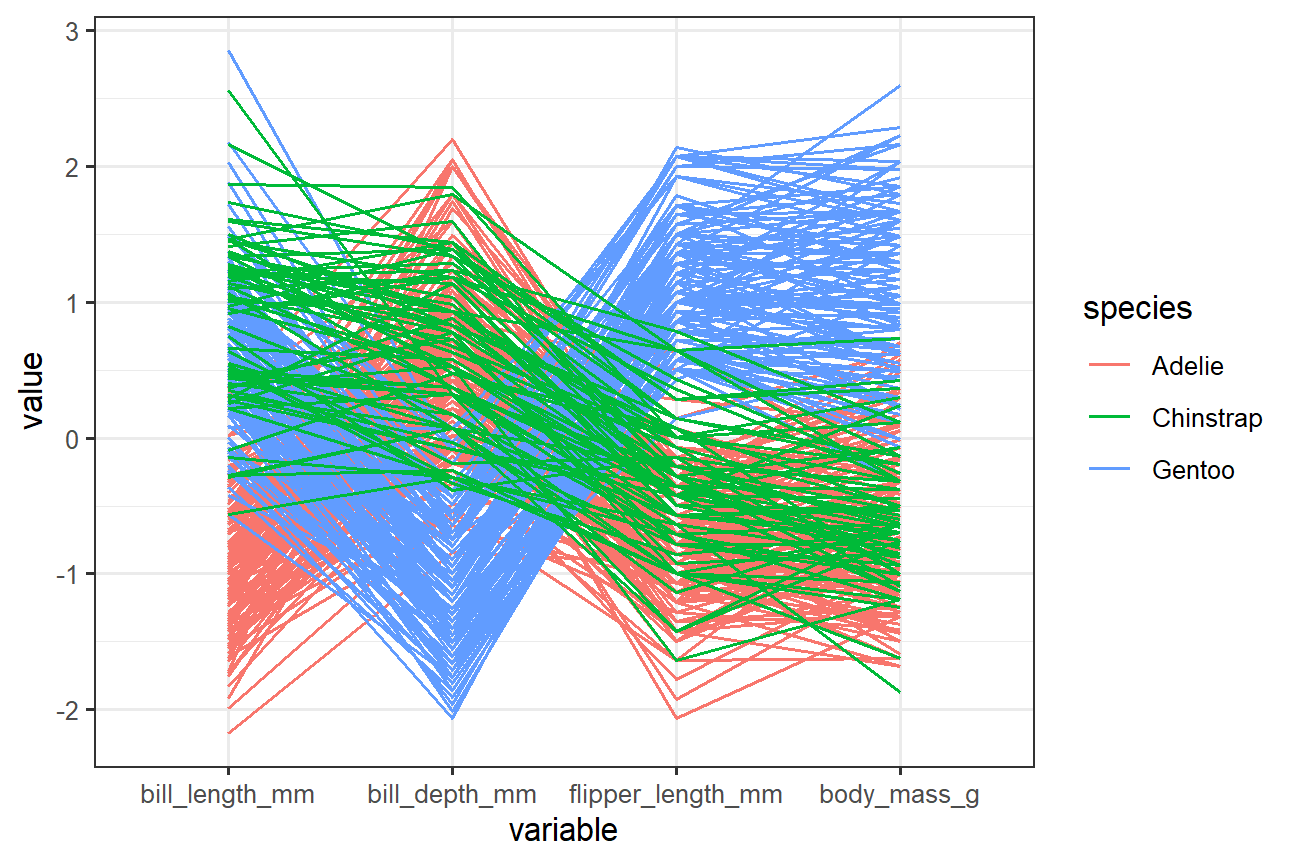 3
2
1
0
-1
-2
value
bill_length_mm bill_depth_mm flipper_length_mm body_mass_g
variable
species
Adelie
Chinstrap
Gentoo